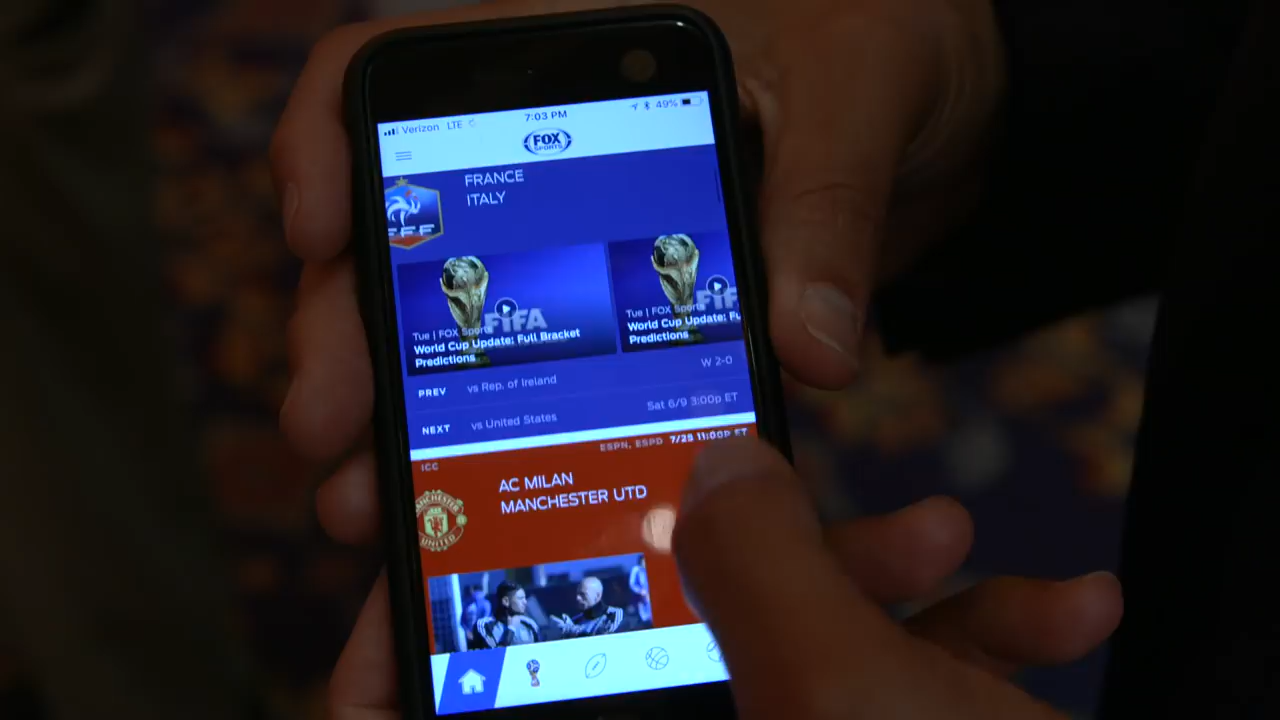 Verizon LTE 7:03 PM 49%
FOX
SPORTS
FRANCE
ITALY
FFF
FIFA
Tue | FOX Sports
World Cup Update: Full Bracket
Predictions
FIF
Tue | FOX Sports
World Cup Update: Fu
Predictions
PREV vs Rep. of Ireland W 2-0
NEXT vs United States Sat 6/9 3:00p ET
ESPN, ESPD 7/25 11:00p ET
ICC
AC MILAN
MANCHESTER UTD
MANCHESTER
UNITED